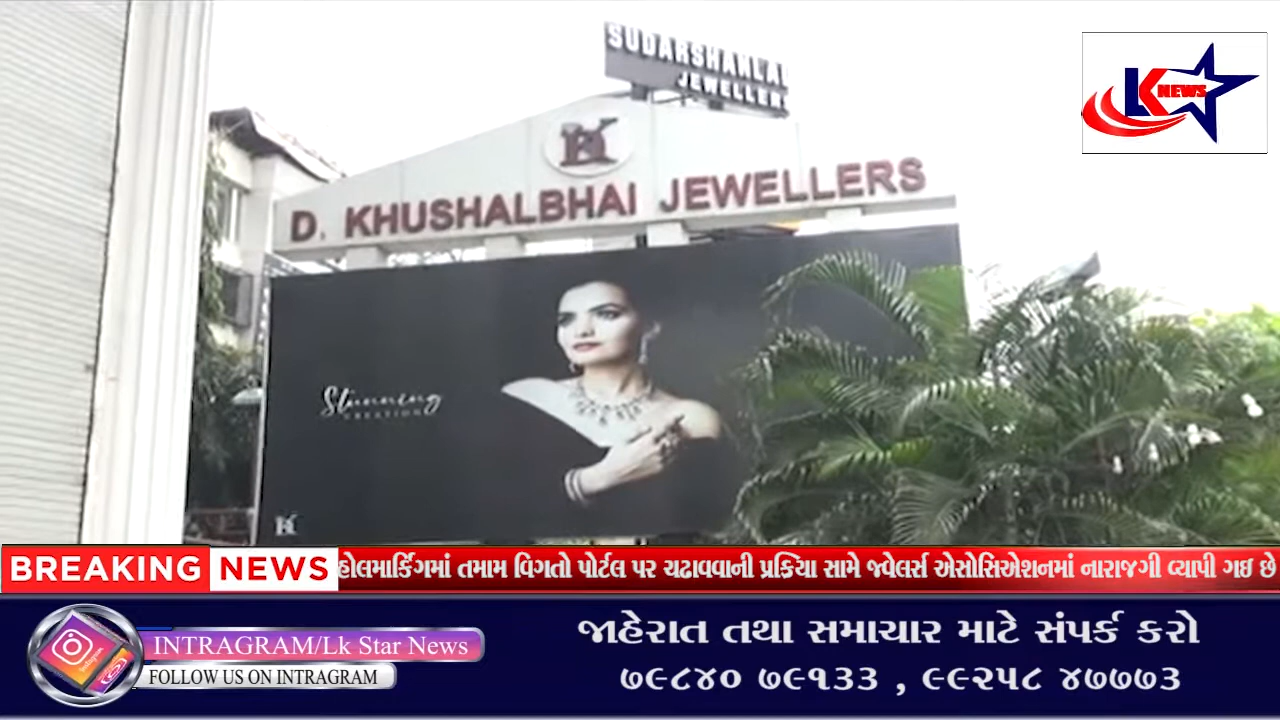 SUDARSHANLAL
JEWELLERS
K NEWS
D. KHUSHALBHAI JEWELLERS
Stunning
CREATION
BREAKING NEWS હોલમાર્કિંગમાં તમામ વિગતો પોર્ટલ પર ચઢાવવાની પ્રક્રિયા સામે જ્વેલર્સ એસોસિએશનમાં નારાજગી વ્યાપી ગઇ છે
INTRAGRAM/Lk Star News
FOLLOW US ON INTRAGRAM
જાહેરાત તથા સમાચાર માટે સંપર્ક કરો
૭૯૮૪૦ ૭૯૧૩૩ , ૯૯૨૫૮ ૪૭૭૭૩